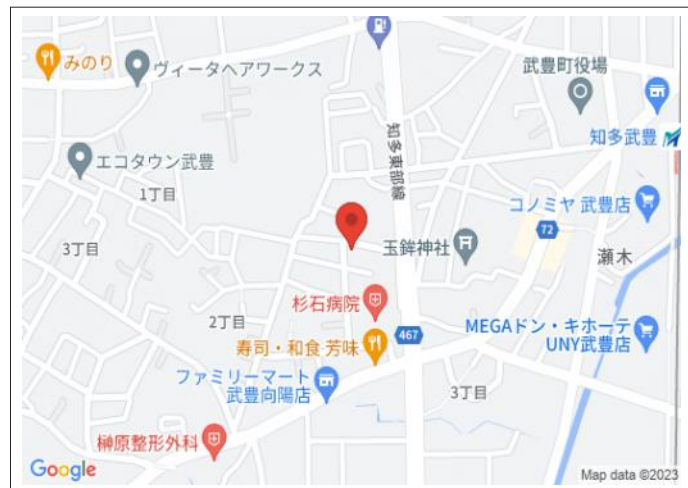 みのり
ヴィータヘアワークス
武豊町役場
知多武豊
知多東部線
エコタウン武豊
1丁目
コノミヤ 武豊店
72
玉鉾神社
瀬木
3丁目
杉石病院
2丁目
467
MEGAドン・キホーテ
UNY武豊店
寿司・和食 芳味
ファミリーマート
武豊向陽店
3丁目
榊原整形外科
Google
Map data ©2023